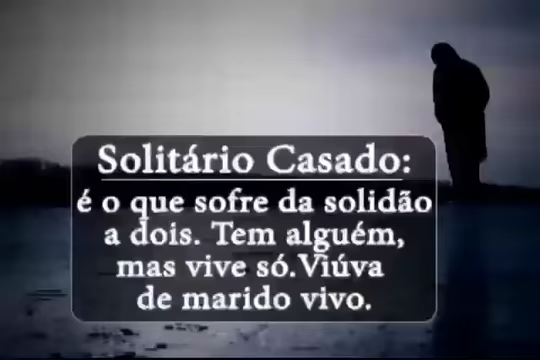 Solitário Casado:
é o que sofre da solidão
a dois. Tem alguém,
mas vive só.Viúva
de marido vivo.